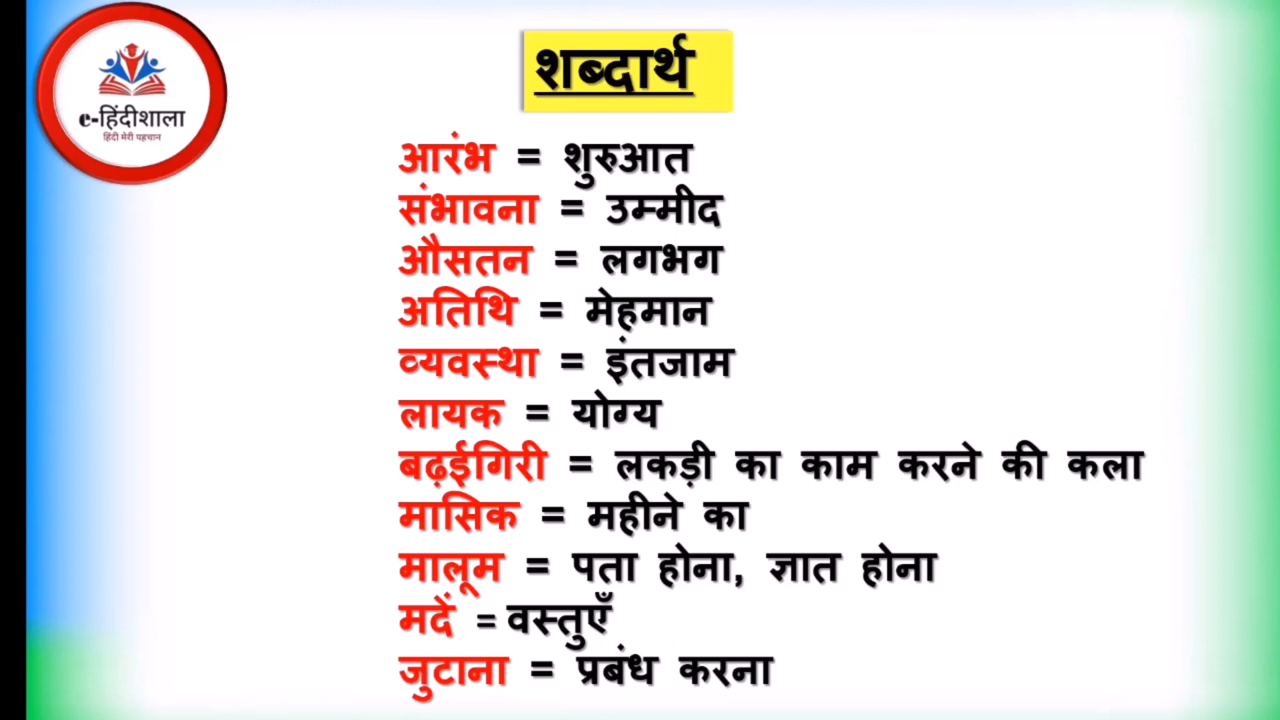 e-हिंदीशाला
हिंदी मेरी पहचान
शब्दार्थ
आरंभ = शुरुआत
संभावना = उम्मीद
औसतन = लगभग
अतिथि = मेहमान
व्यवस्था = इंतजाम
लायक = योग्य
बढ़ईगिरी = लकड़ी का काम करने की कला
मासिक = महीने का
मालूम = पता होना, ज्ञात होना
मदें = वस्तुएँ
जुटाना = प्रबंध करना